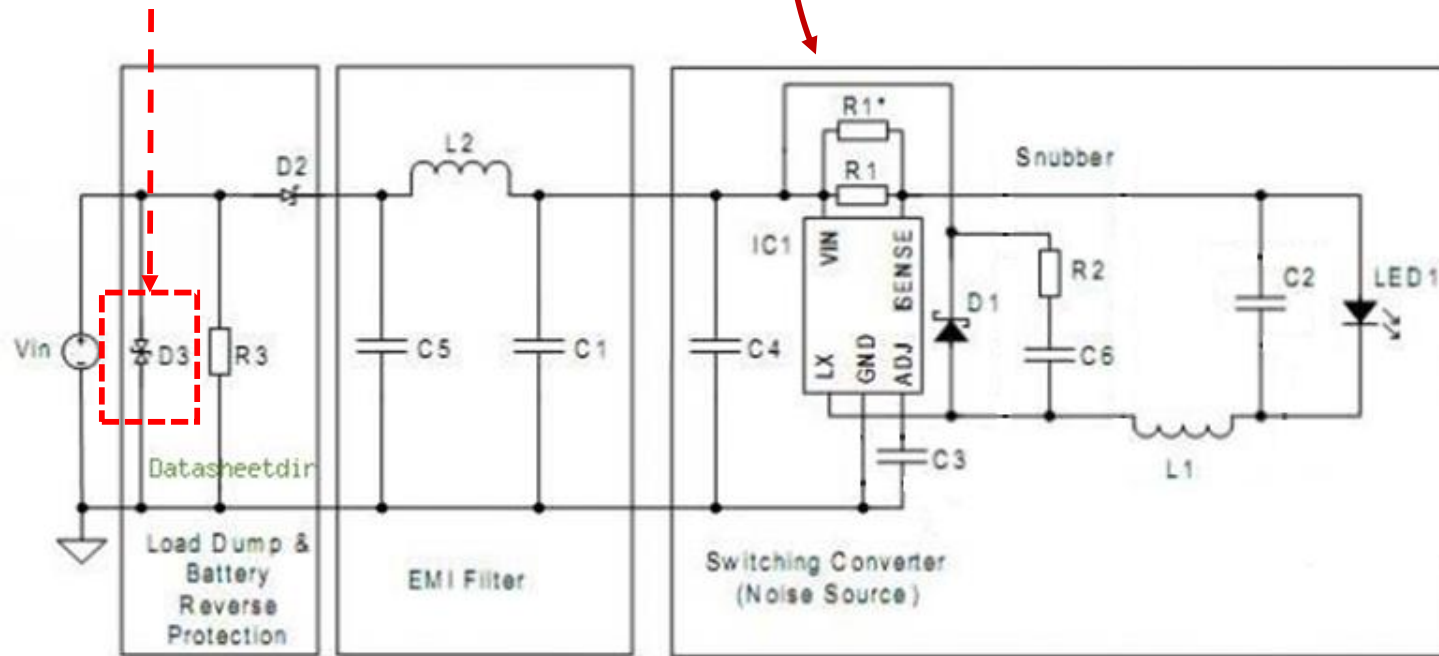 R1*
L2
D2
R1
Snubber
IC1
VIN
SENSE
R2
C2
LED1
D1
Vin
D3
R3
C5
C1
C4
LX
GND
ADJ
C6
Datasheetdir
C3
L1
Load Dump &
Battery
Reverse
Protection
EMI Filter
Switching Converter
(Noise Source)